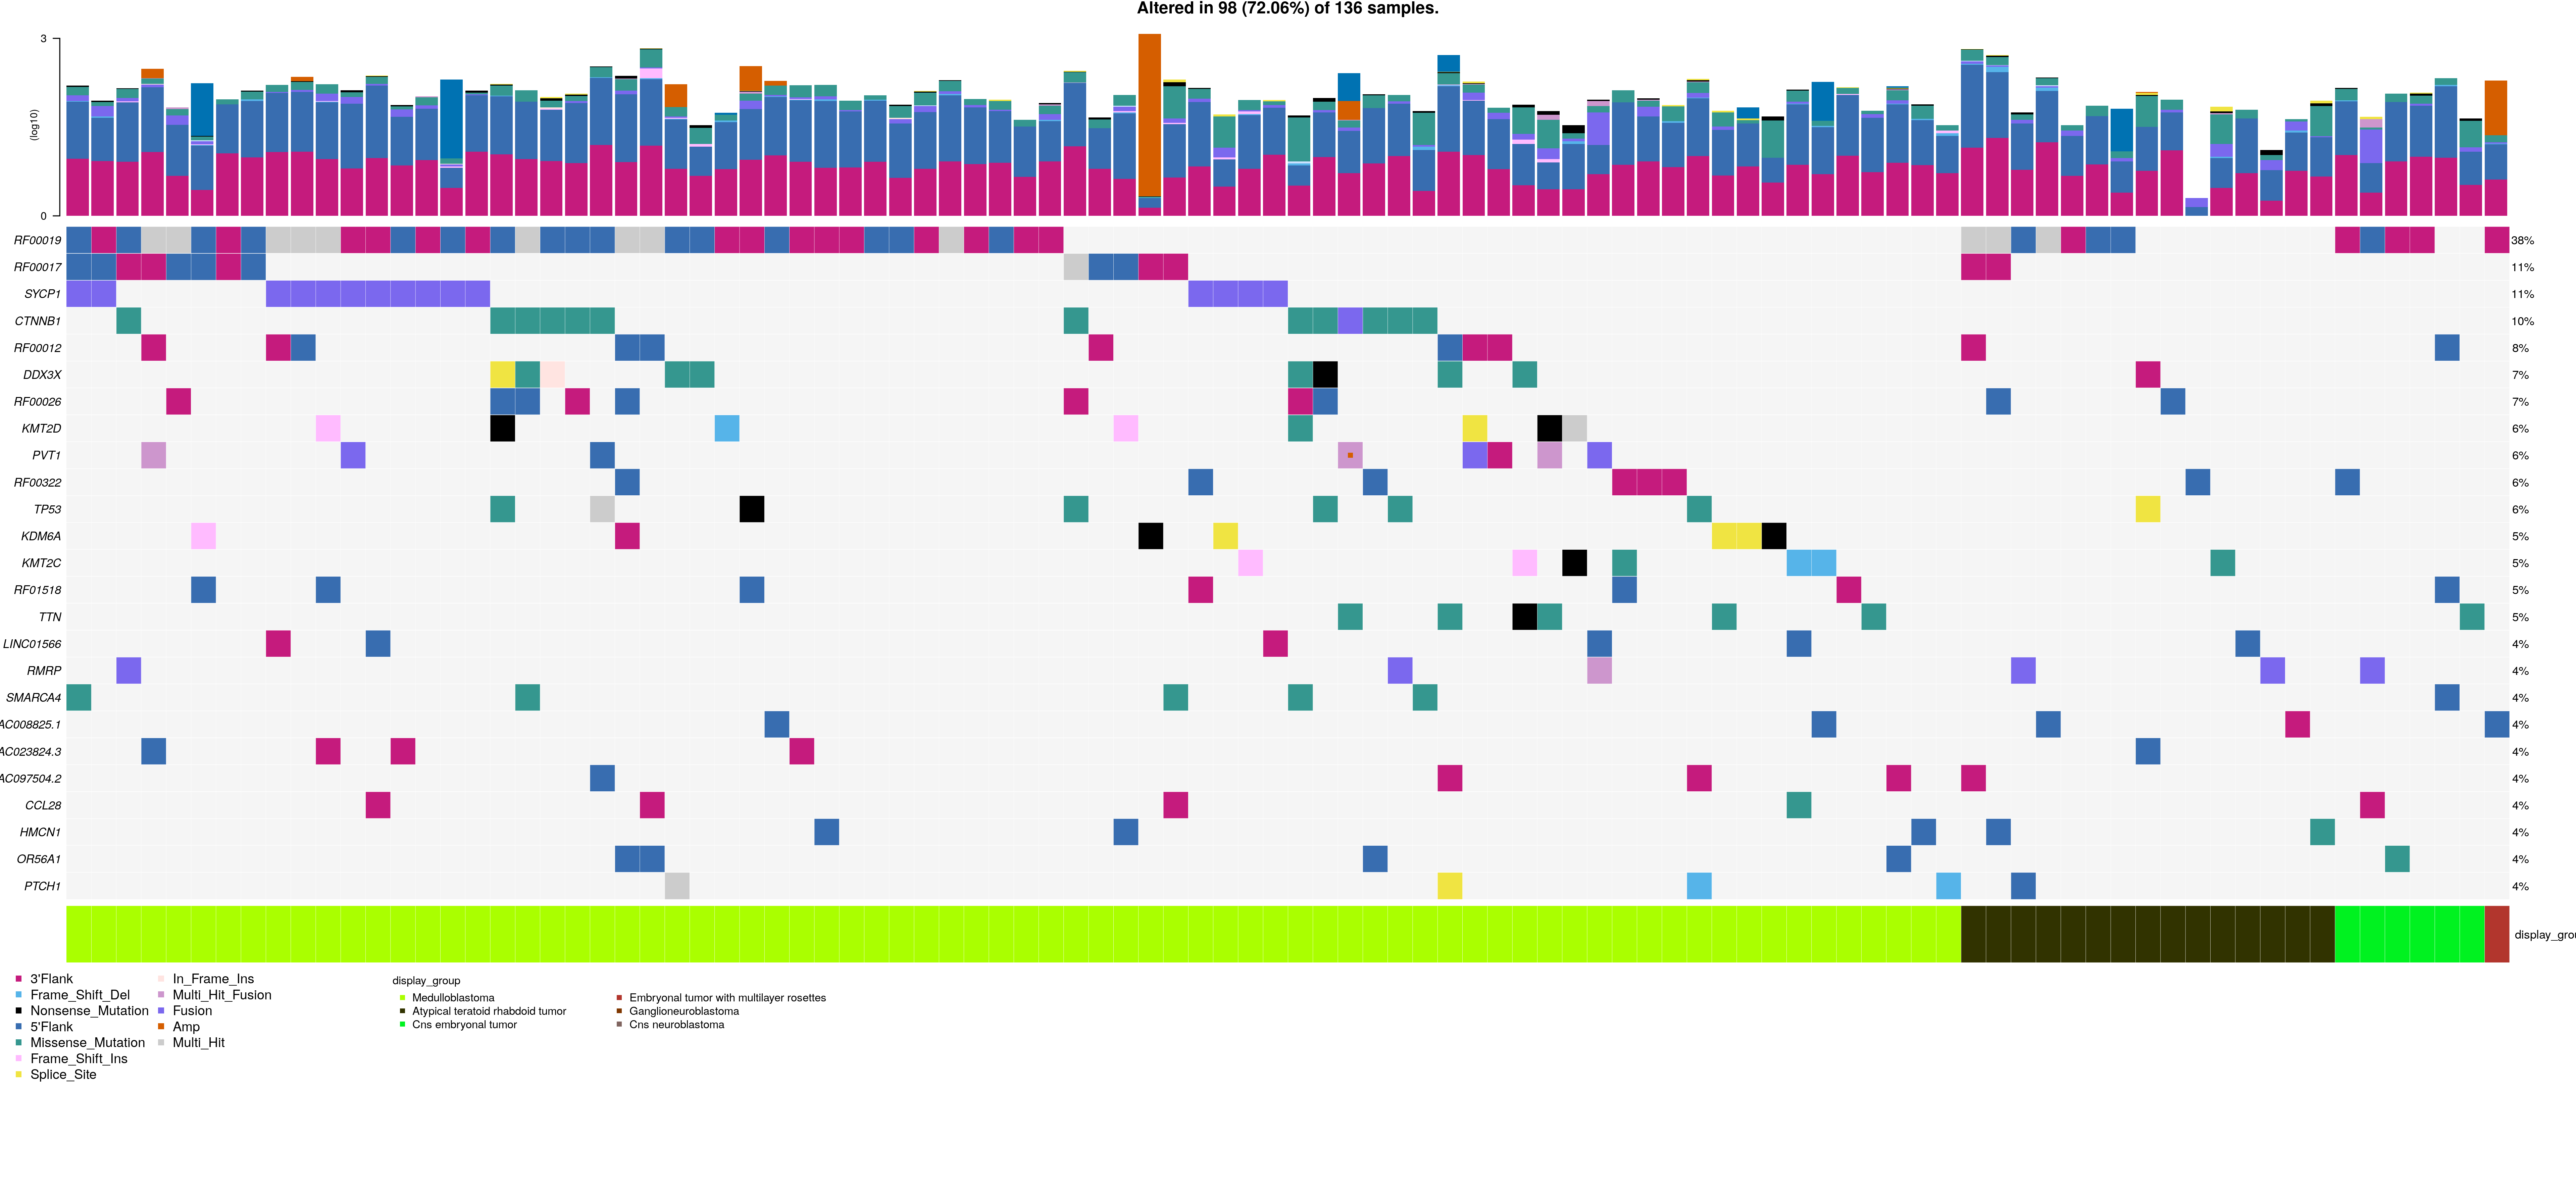 Altered in 98 (72.06%) of 136 samples.
3
(log10)
0
RF00019 38%
RF00017 11%
SYCP1 11%
CTNNB1 10%
RF00012 8%
DDX3X 7%
RF00026 7%
KMT2D 6%
PVT1 6%
RF00322 6%
TP53 6%
KDM6A 5%
KMT2C 5%
RF01518 5%
TTN 5%
LINC01566 4%
RMRP 4%
SMARCA4 4%
AC008825.1 4%
AC023824.3 4%
AC097504.2 4%
CCL28 4%
HMCN1 4%
OR56A1 4%
PTCH1 4%
display_grou
3'Flank
Frame_Shift_Del
Nonsense_Mutation
5'Flank
Missense_Mutation
Frame_Shift_Ins
Splice_Site
In_Frame_Ins
Multi_Hit_Fusion
Fusion
Amp
Multi_Hit
display_group
Medulloblastoma
Atypical teratoid rhabdoid tumor
Cns embryonal tumor
Embryonal tumor with multilayer rosettes
Ganglioneuroblastoma
Cns neuroblastoma